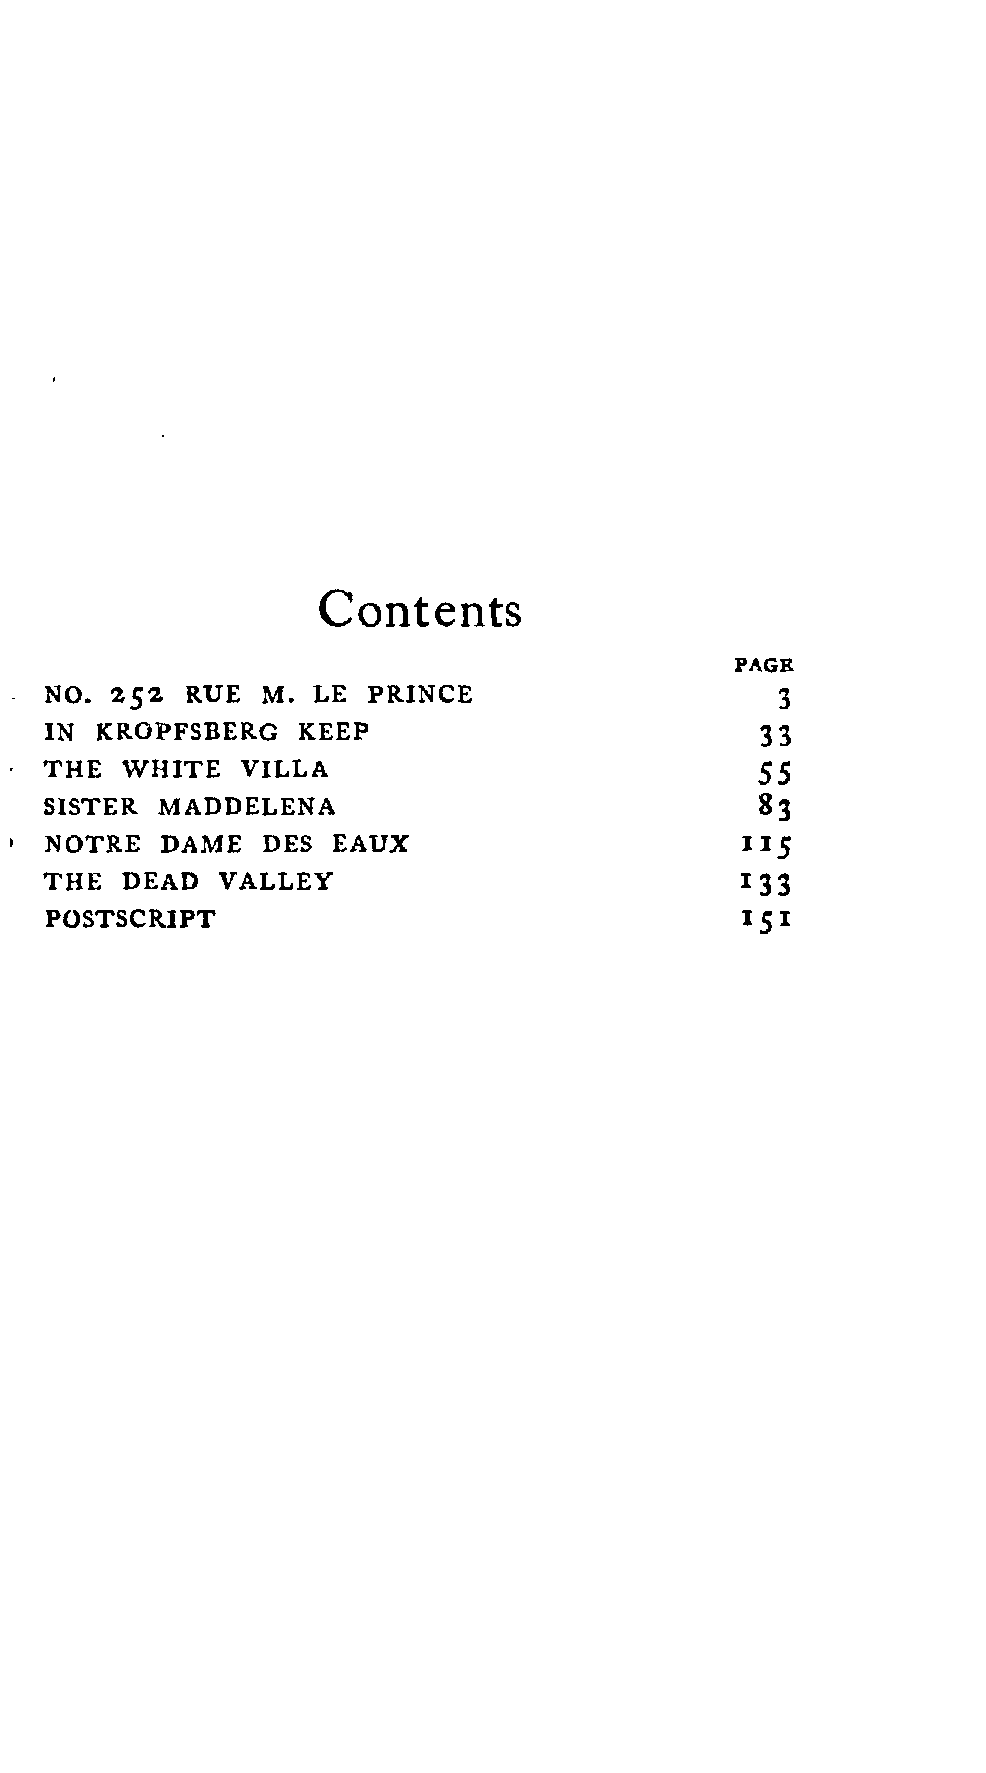 Contents
PAGE
NO. 252 RUE M. LE PRINCE 3
IN KROPFSBERG KEEP 33
THE WHITE VILLA 55
SISTER MADDELENA 83
NOTRE DAME DES EAUX 115
THE DEAD VALLEY 133
POSTSCRIPT 151